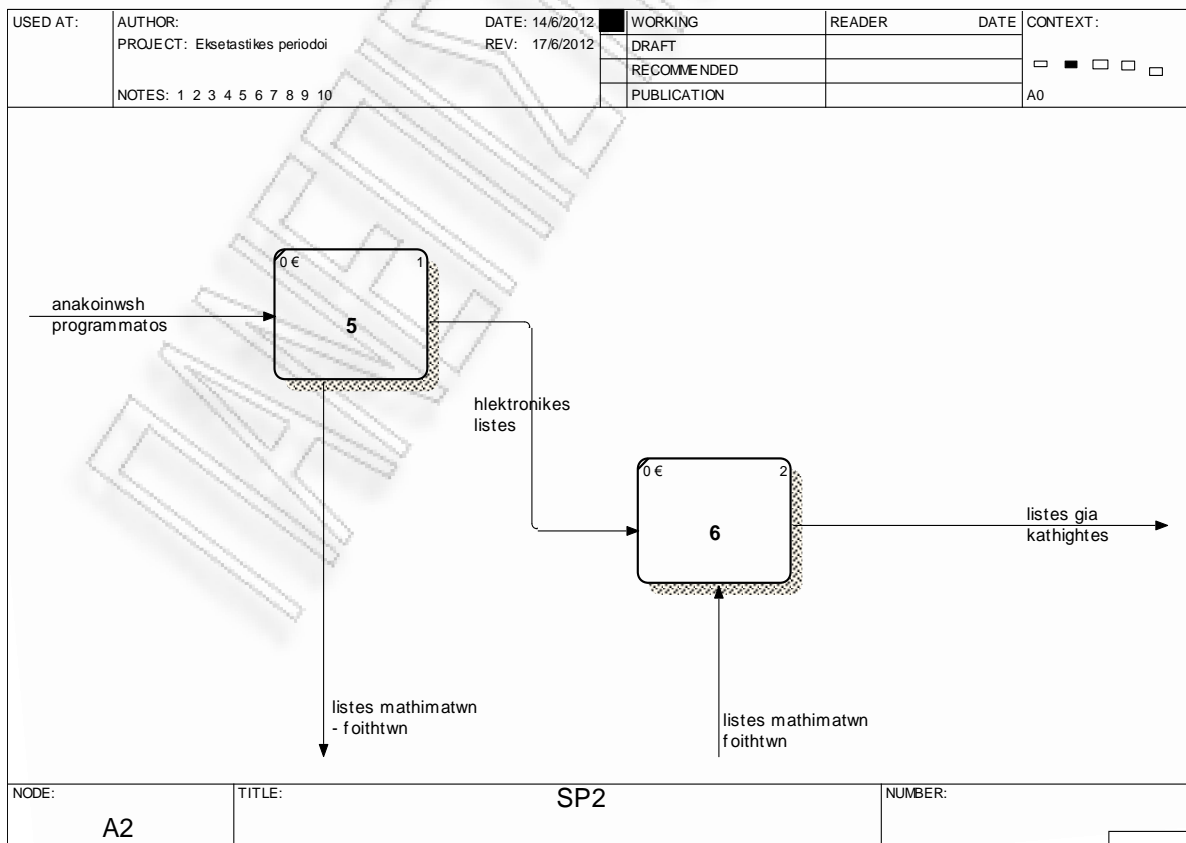 USED AT:
AUTHOR:
DATE: 14/6/2012
PROJECT: Eksetastikes periodoi
REV: 17/6/2012
NOTES: 1 2 3 4 5 6 7 8 9 10
WORKING
DRAFT
RECOMMENDED
PUBLICATION
READER
DATE
CONTEXT:
A0
0 €
1
5
anakoinwsh
programmatos
hlektronikes
listes
0 €
2
6
listes gia
kathightes
listes mathimatwn
- foithtwn
listes mathimatwn
foithtwn
NODE:
A2
TITLE:
SP2
NUMBER: